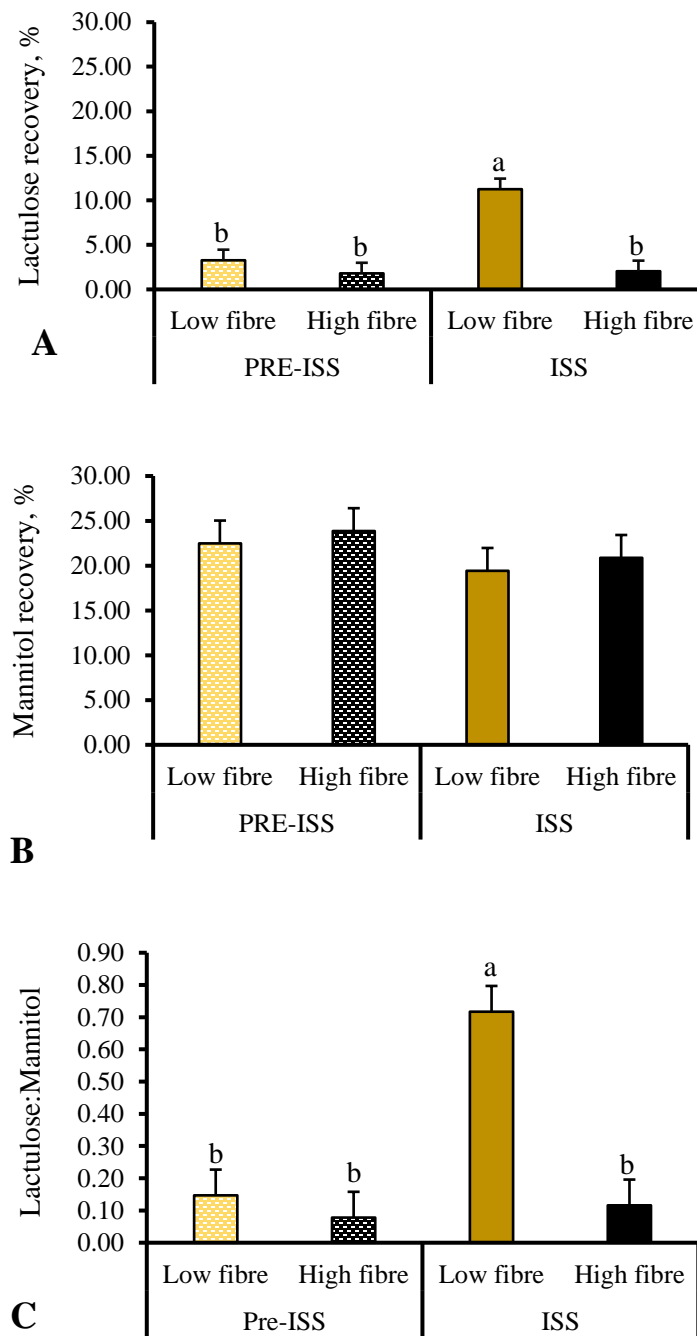 Lactulose recovery, %
30.00
25.00
20.00
15.00
10.00
5.00
0.00
b
b
a
b
Low fibre High fibre Low fibre High fibre
PRE-ISS ISS
A
Mannitol recovery, %
30.00
25.00
20.00
15.00
10.00
5.00
0.00
Low fibre High fibre Low fibre High fibre
PRE-ISS ISS
B
Lactulose:Mannitol
0.90
0.80
0.70
0.60
0.50
0.40
0.30
0.20
0.10
0.00
b
b
a
b
Low fibre High fibre Low fibre High fibre
Pre-ISS ISS
C